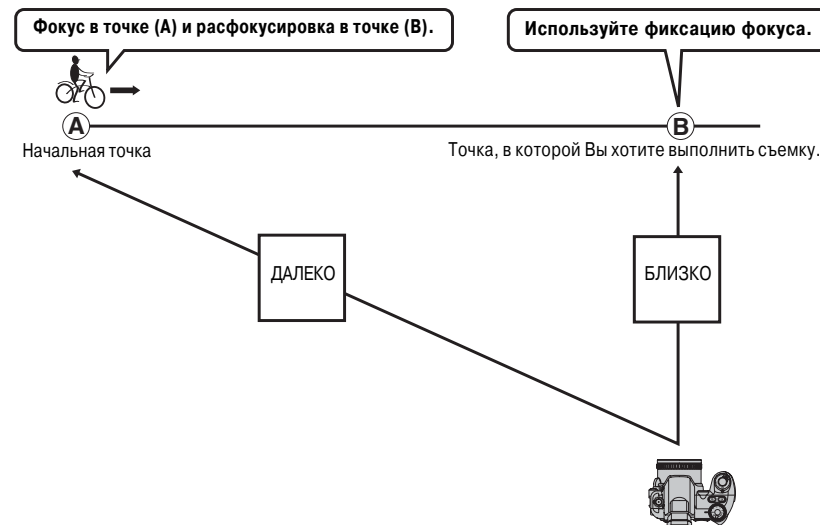 Фокус в точке (A) и расфокусировка в точке (B).
Используйте фиксацию фокуса.
A
B
Начальная точка
Точка, в которой Вы хотите выполнить съемку.
ДАЛЕКО
БЛИЗКО